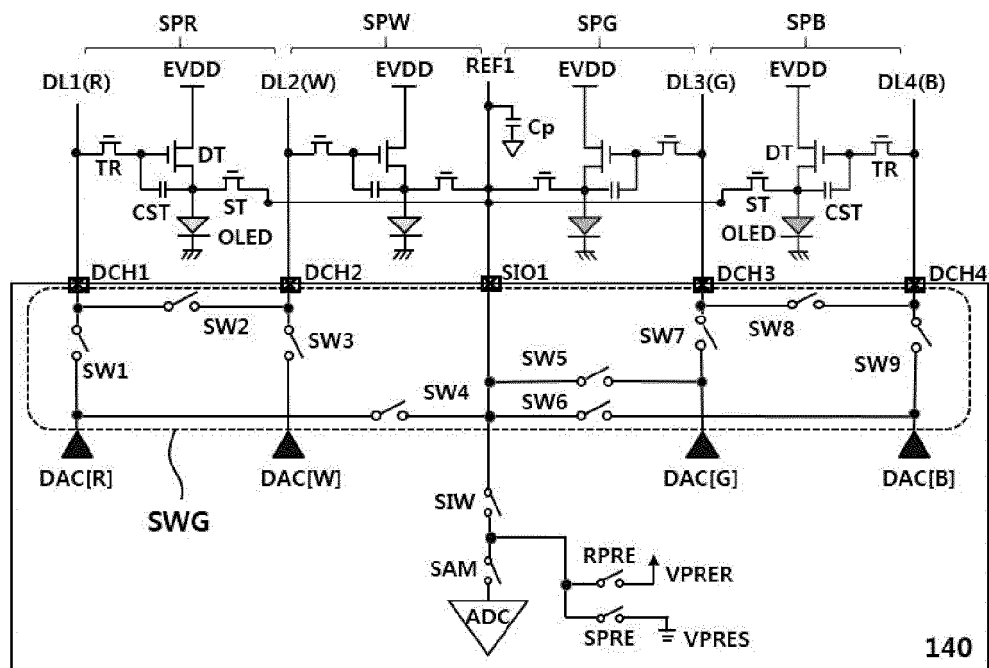 SPR SPW SPG SPB
DL1(R) EVDD DL2(W) EVDD REF1 EVDD DL3(G) EVDD DL4(B)
Cp
TR DT DT TR
CST ST ST CST
OLED OLED
DCH1 DCH2 SIO1 DCH3 DCH4
SW2 SW3 SW7 SW8
SW1 SW5 SW9
SW4 SW6
DAC[R] DAC[W] DAC[G] DAC[B]
SWG
SIW
SAM RPRE VPRER
ADC SPRE VPRES
140